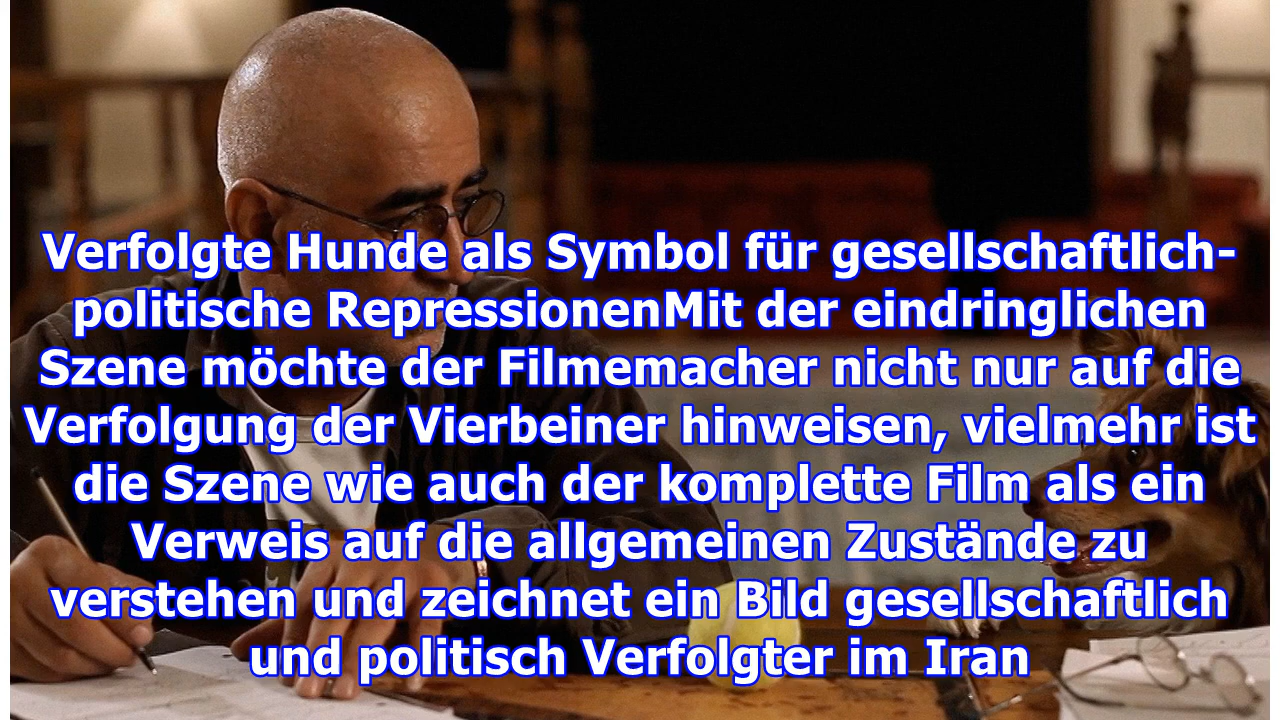 Verfolgte Hunde als Symbol für gesellschaftlich-
politische RepressionenMit der eindringlichen
Szene möchte der Filmemacher nicht nur auf die
Verfolgung der Vierbeiner hinweisen, vielmehr ist
die Szene wie auch der komplette Film als ein
Verweis auf die allgemeinen Zustände zu
verstehen und zeichnet ein Bild gesellschaftlich
und politisch Verfolgter im Iran